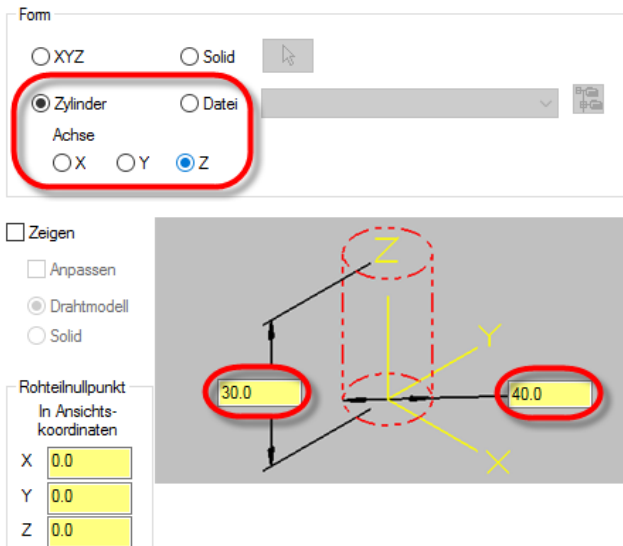 Form
XYZ Solid
Zylinder Datei
Achse
X Y Z
Zeigen
Anpassen
Drahtmodell
Solid
Z
Y
30.0
40.0
X
Rohteilnullpunkt
In Ansichts-
koordinaten
X 0.0
Y 0.0
Z 0.0